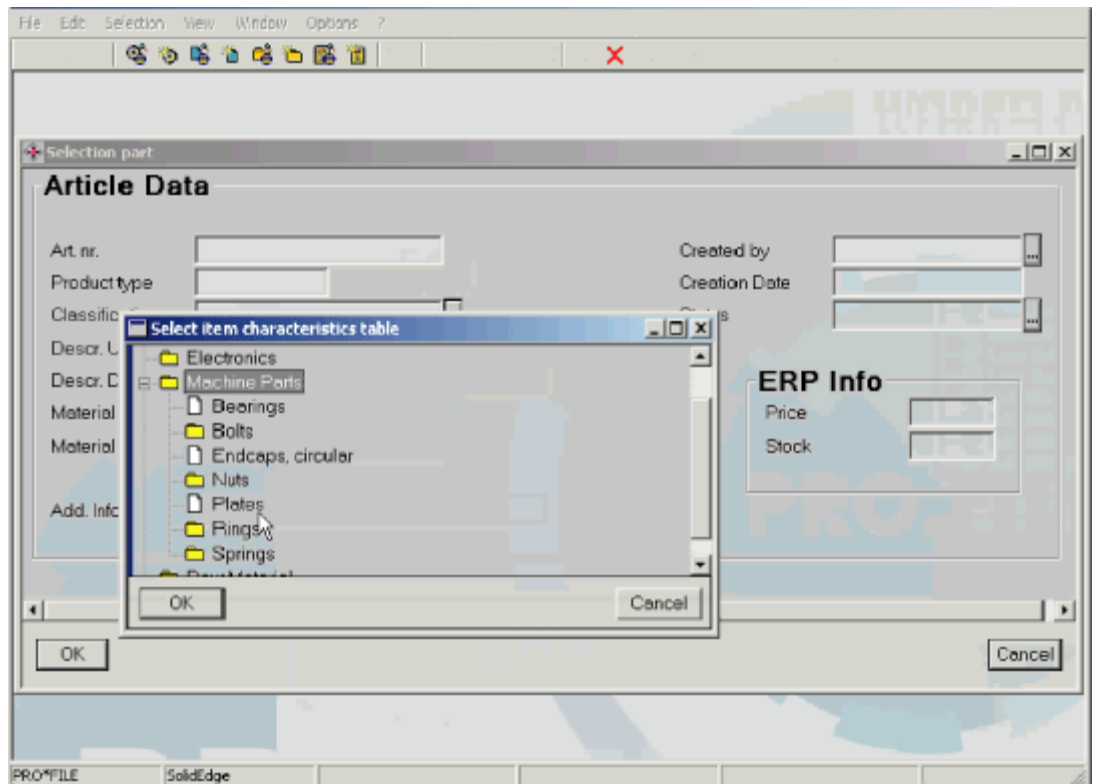 File Edit Selection View Window Options ?
Selection part
Article Data
Art. nr.
Created by
Product type
Creation Date
Classific
s
Select item characteristics table
Descr. U
Electronics
Descr. D
Machine Parts
ERP Info
Material
Bearings
Price
Bolts
Material
Endcaps, circular
Stock
Nuts
Add. Info
Plates
Rings
Springs
OK
Cancel
OK
Cancel
PRO*FILE
SolidEdge